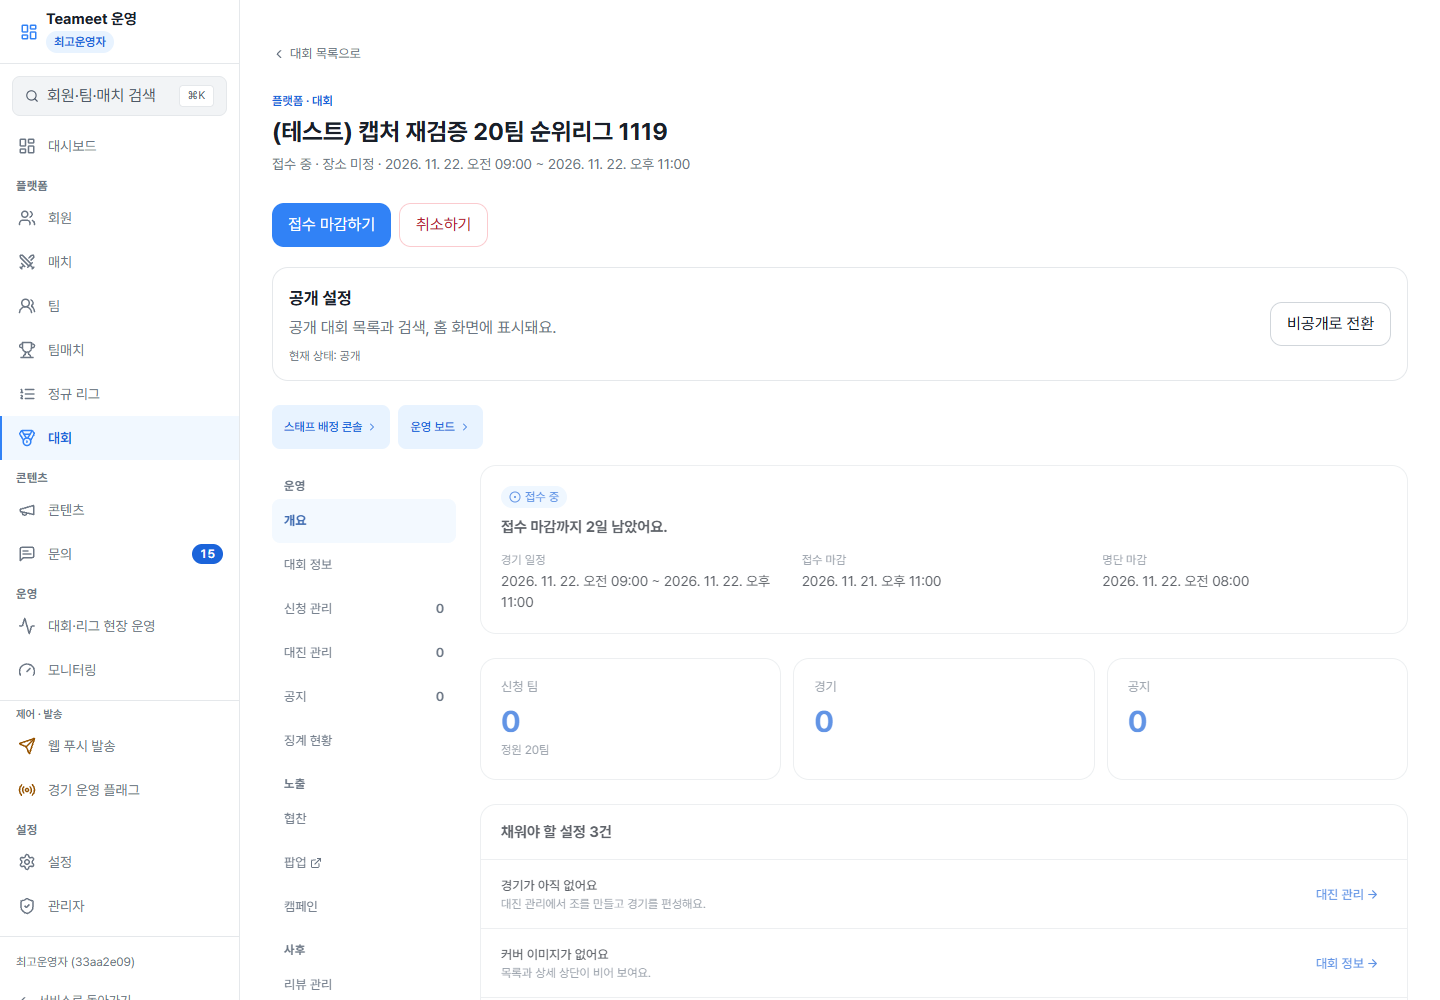 Teameet 운영
최고운영자
회원·팀·매치 검색
⌘K
대시보드
플랫폼
회원
매치
팀
팀매치
정규 리그
대회
콘텐츠
콘텐츠
문의
15
운영
대회·리그 현장 운영
모니터링
제어 · 발송
웹 푸시 발송
경기 운영 플래그
설정
설정
관리자
최고운영자 (33aa2e09)
서비스로 돌아가기
대회 목록으로
플랫폼 · 대회
(테스트) 캡처 재검증 20팀 순위리그 1119
접수 중 · 장소 미정 · 2026. 11. 22. 오전 09:00 ~ 2026. 11. 22. 오후 11:00
접수 마감하기
취소하기
공개 설정
공개 대회 목록과 검색, 홈 화면에 표시돼요.
현재 상태: 공개
비공개로 전환
스태프 배정 콘솔
운영 보드
운영
개요
대회 정보
신청 관리
0
대진 관리
0
공지
0
징계 현황
노출
협찬
팝업
캠페인
사후
리뷰 관리
접수 중
접수 마감까지 2일 남았어요.
경기 일정
2026. 11. 22. 오전 09:00 ~ 2026. 11. 22. 오후
11:00
접수 마감
2026. 11. 21. 오후 11:00
명단 마감
2026. 11. 22. 오전 08:00
신청 팀
0
정원 20팀
경기
0
공지
0
채워야 할 설정 3건
경기가 아직 없어요
대진 관리에서 조를 만들고 경기를 편성해요.
대진 관리 →
커버 이미지가 없어요
목록과 상세 상단이 비어 보여요.
대회 정보 →